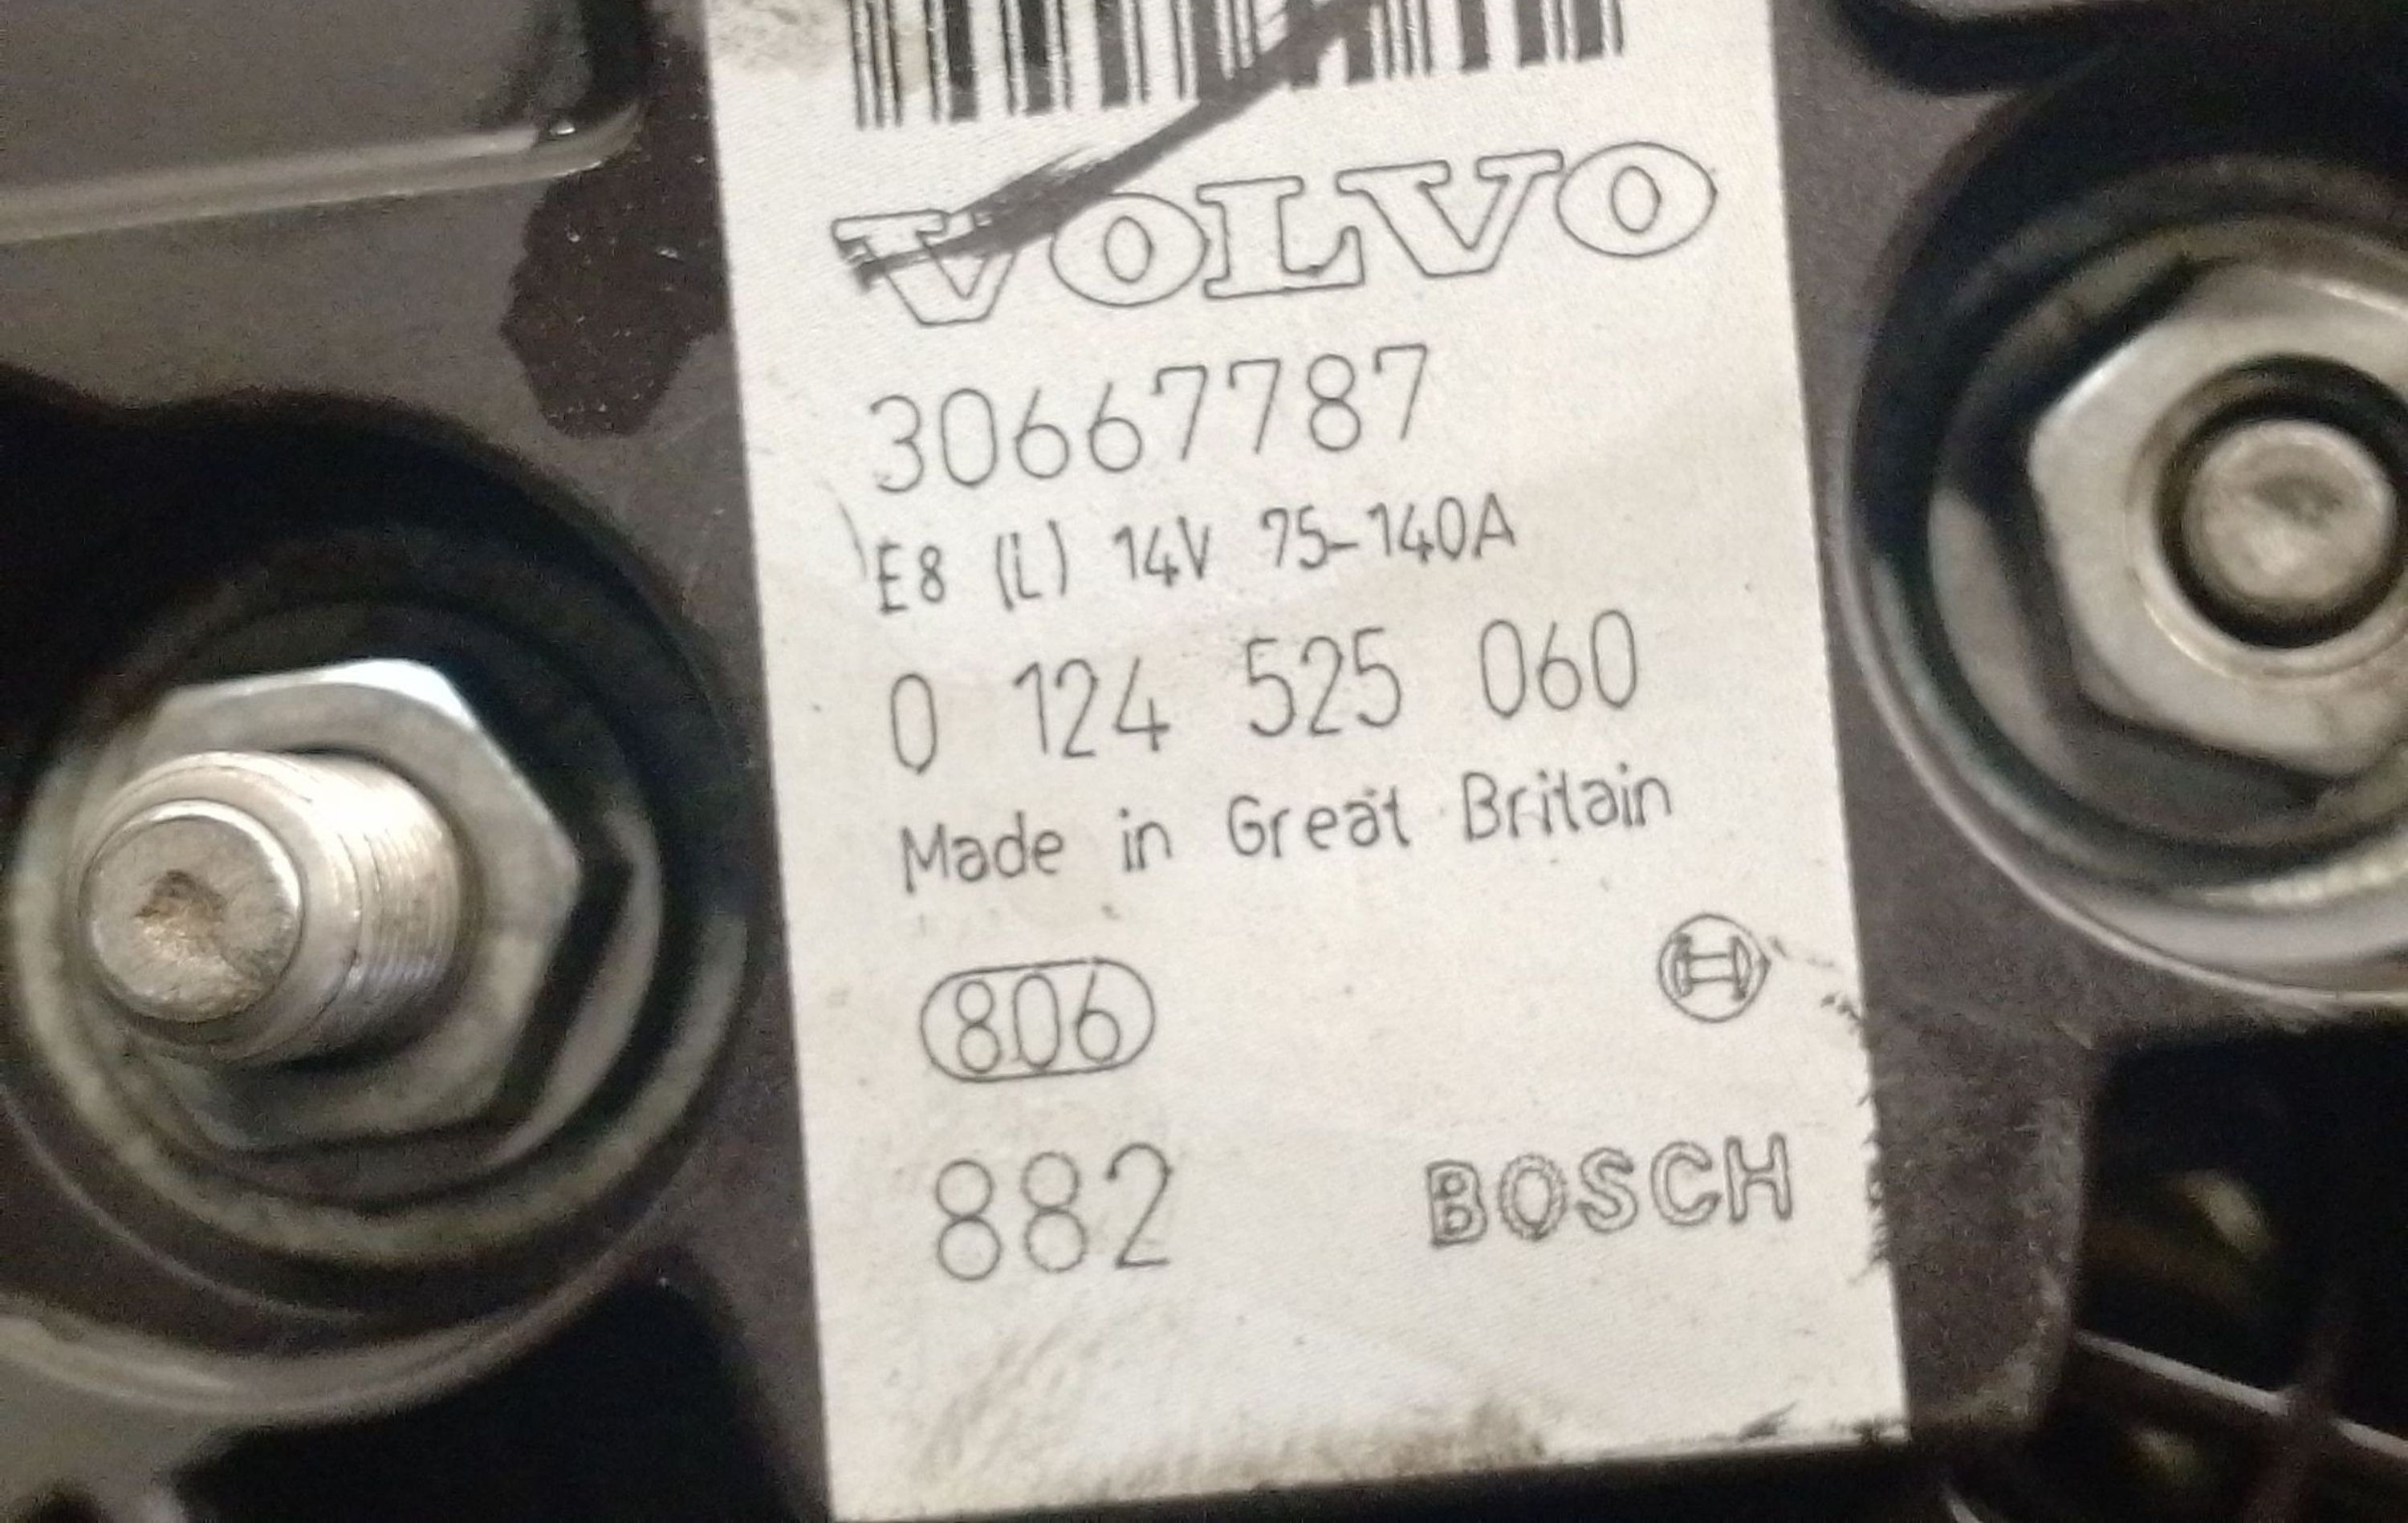 VOLVO
30667787
E8 (L) 14V 75-140A
0 124 525 060
Made in Great Britain
806
882 BOSCH